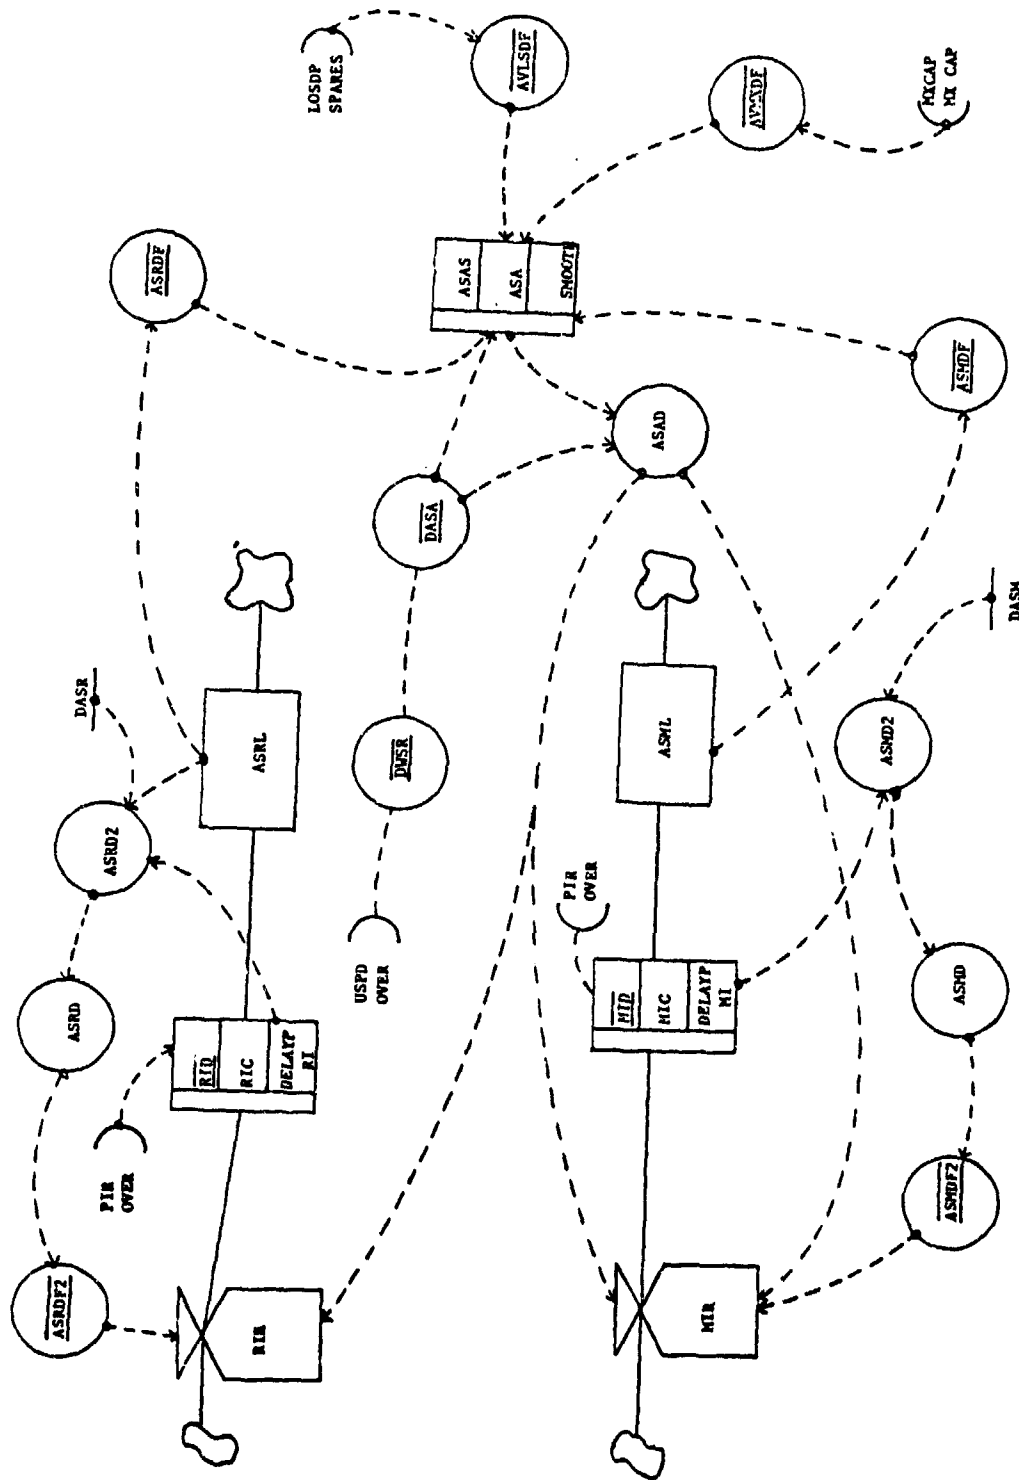 LOSDP
SPARES
AVLSDF
AVMXDF
MXCAP
MX CAP
ASRDF
ASAS
ASA
SMOOTH
ASMDF
ASAD
DASA
DASR
ASRL
DWSR
ASML
DASM
ASRD2
ASMD2
USPD
OVER
PIR
OVER
ASRD
RID
RIC
DELAYP
RI
MID
MIC
DELAYP
MI
ASMD
PIR
OVER
ASRDF2
RIR
MIR
ASMDF2